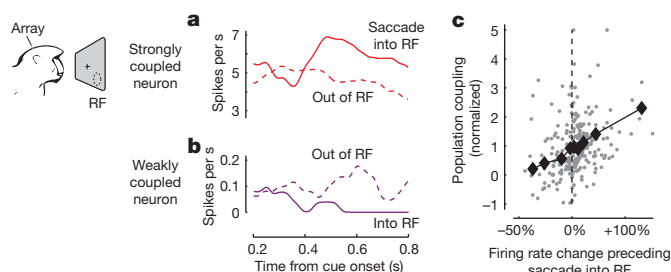 Array
RF
Strongly
coupled
neuron
Weakly
coupled
neuron
a
Spikes per s
7
5
3
Saccade
into RF
Out of RF
b
Spikes per s
0.2
0.1
0
Out of RF
Into RF
0.2 0.4 0.6 0.8
Time from cue onset (s)
c
Population coupling
(normalized)
5
4
3
2
1
0
–1
–50% 0% +100%
Firing rate change preceding
saccade into RF